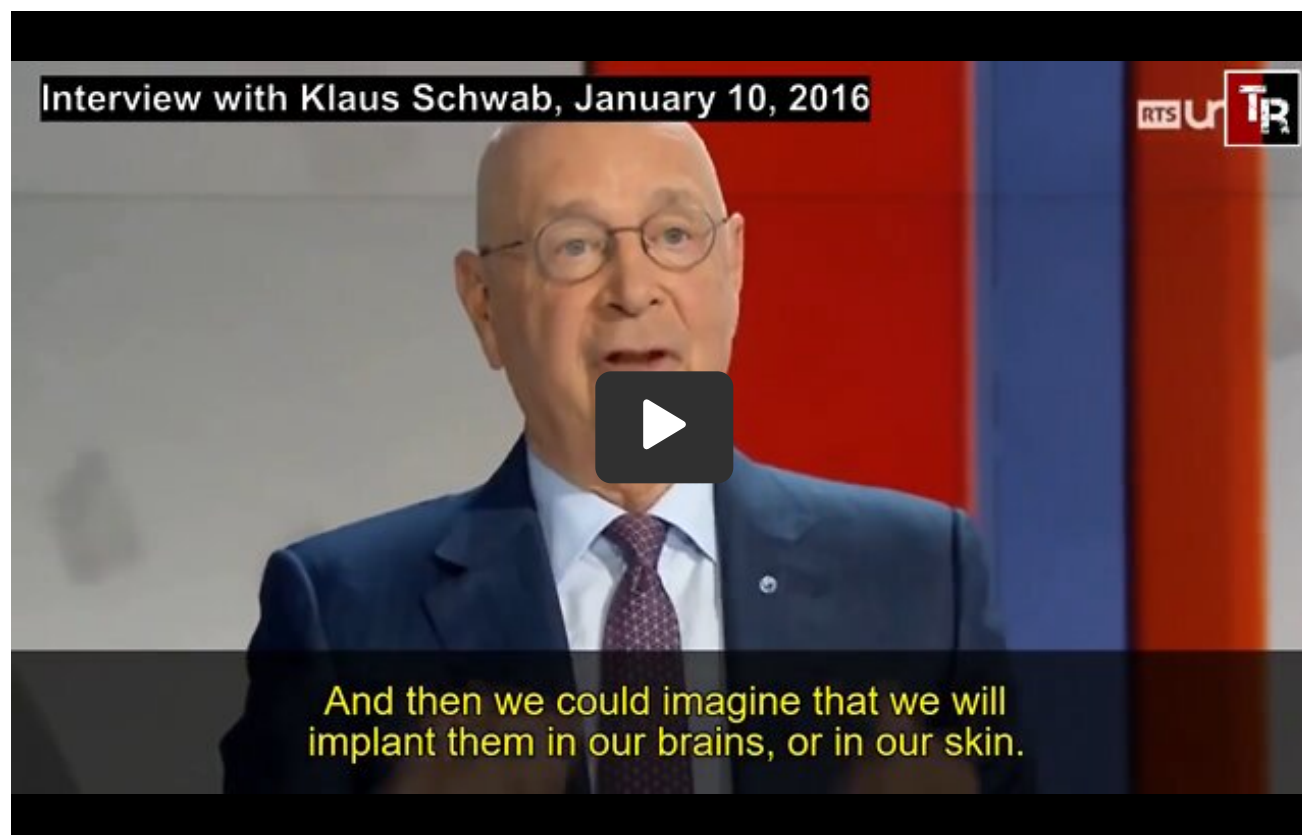 Interview with Klaus Schwab, January 10, 2016
RTS un
TR
And then we could imagine that we will
implant them in our brains, or in our skin.